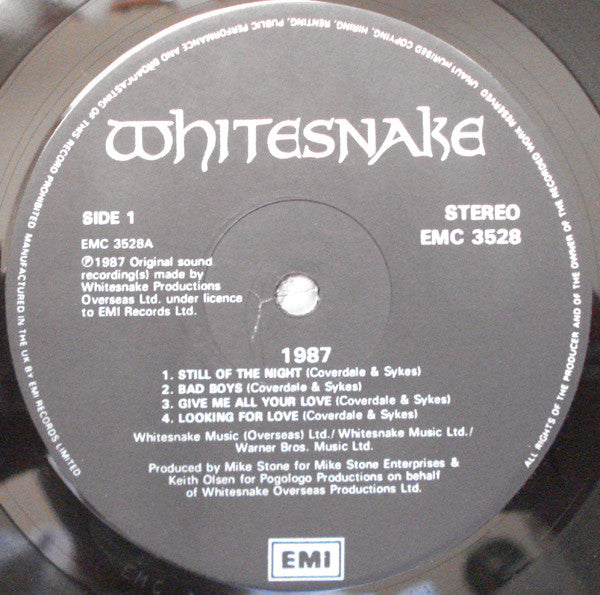 WHITESNAKE
SIDE 1
STEREO
EMC 3528A
EMC 3528
℗1987 Original sound
recording(s) made by
Whitesnake Productions
Overseas Ltd. under licence
to EMI Records Ltd.
1987
1. STILL OF THE NIGHT (Coverdale & Sykes)
2. BAD BOYS (Coverdale & Sykes)
3. GIVE ME ALL YOUR LOVE (Coverdale & Sykes)
4. LOOKING FOR LOVE (Coverdale & Sykes)
Whitesnake Music (Overseas) Ltd./Whitesnake Music Ltd./
Warner Bros. Music Ltd.
Produced by Mike Stone for Mike Stone Enterprises &
Keith Olsen for Pogologo Productions on behalf
of Whitesnake Overseas Productions Ltd.
EMI
ALL RIGHTS OF THE PRODUCER AND OF THE OWNER OF THE RECORDED WORK RESERVED UNAUTHORISED COPYING, HIRING, RENTING, PUBLIC PERFORMANCE AND BROADCASTING OF THIS RECORD PROHIBITED MANUFACTURED IN THE UK BY EMI RECORDS LIMITED
EMC